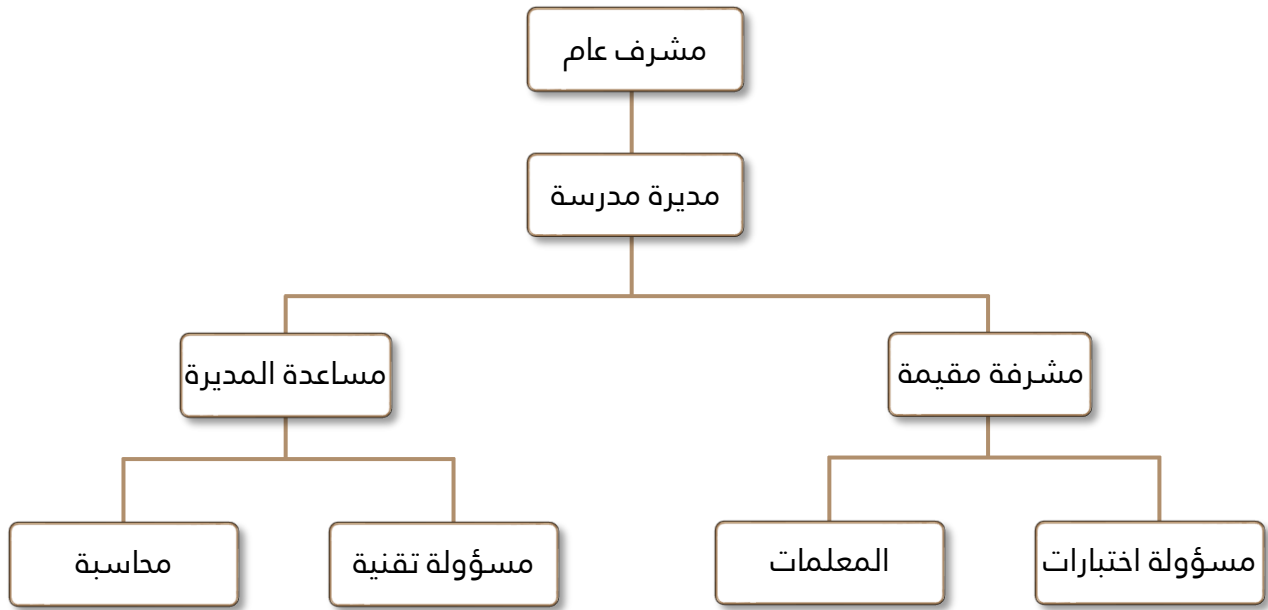 مشرف عام
مديرة مدرسة
مشرفة مقيمة
مساعدة المديرة
مسؤولة اختبارات
المعلمات
مسؤولة تقنية
محاسبة